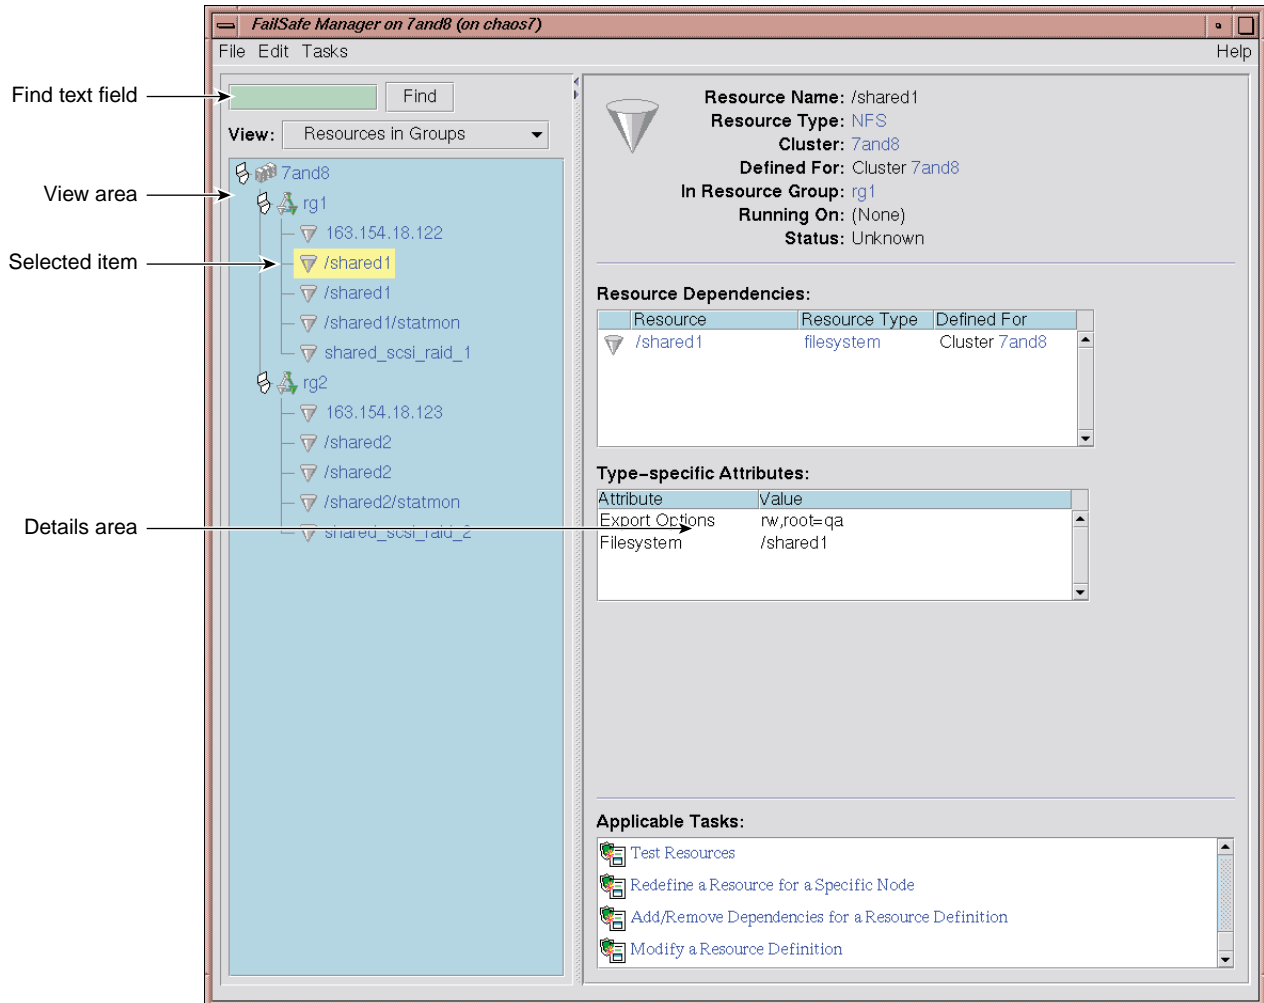 FailSafe Manager on 7and8 (on chaos7)
File Edit Tasks Help
Find text field
Find
View: Resources in Groups
View area
Selected item
Details area
7and8
rg1
163.154.18.122
/shared1
/shared1
/shared1/statmon
shared_scsi_raid_1
rg2
163.154.18.123
/shared2
/shared2
/shared2/statmon
shared_scsi_raid_2
Resource Name: /shared1
Resource Type: NFS
Cluster: 7and8
Defined For: Cluster 7and8
In Resource Group: rg1
Running On: (None)
Status: Unknown
Resource Dependencies:
Resource Resource Type Defined For
/shared1 filesystem Cluster 7and8
Type-specific Attributes:
Attribute Value
Export Options rw,root=qa
Filesystem /shared1
Applicable Tasks:
Test Resources
Redefine a Resource for a Specific Node
Add/Remove Dependencies for a Resource Definition
Modify a Resource Definition